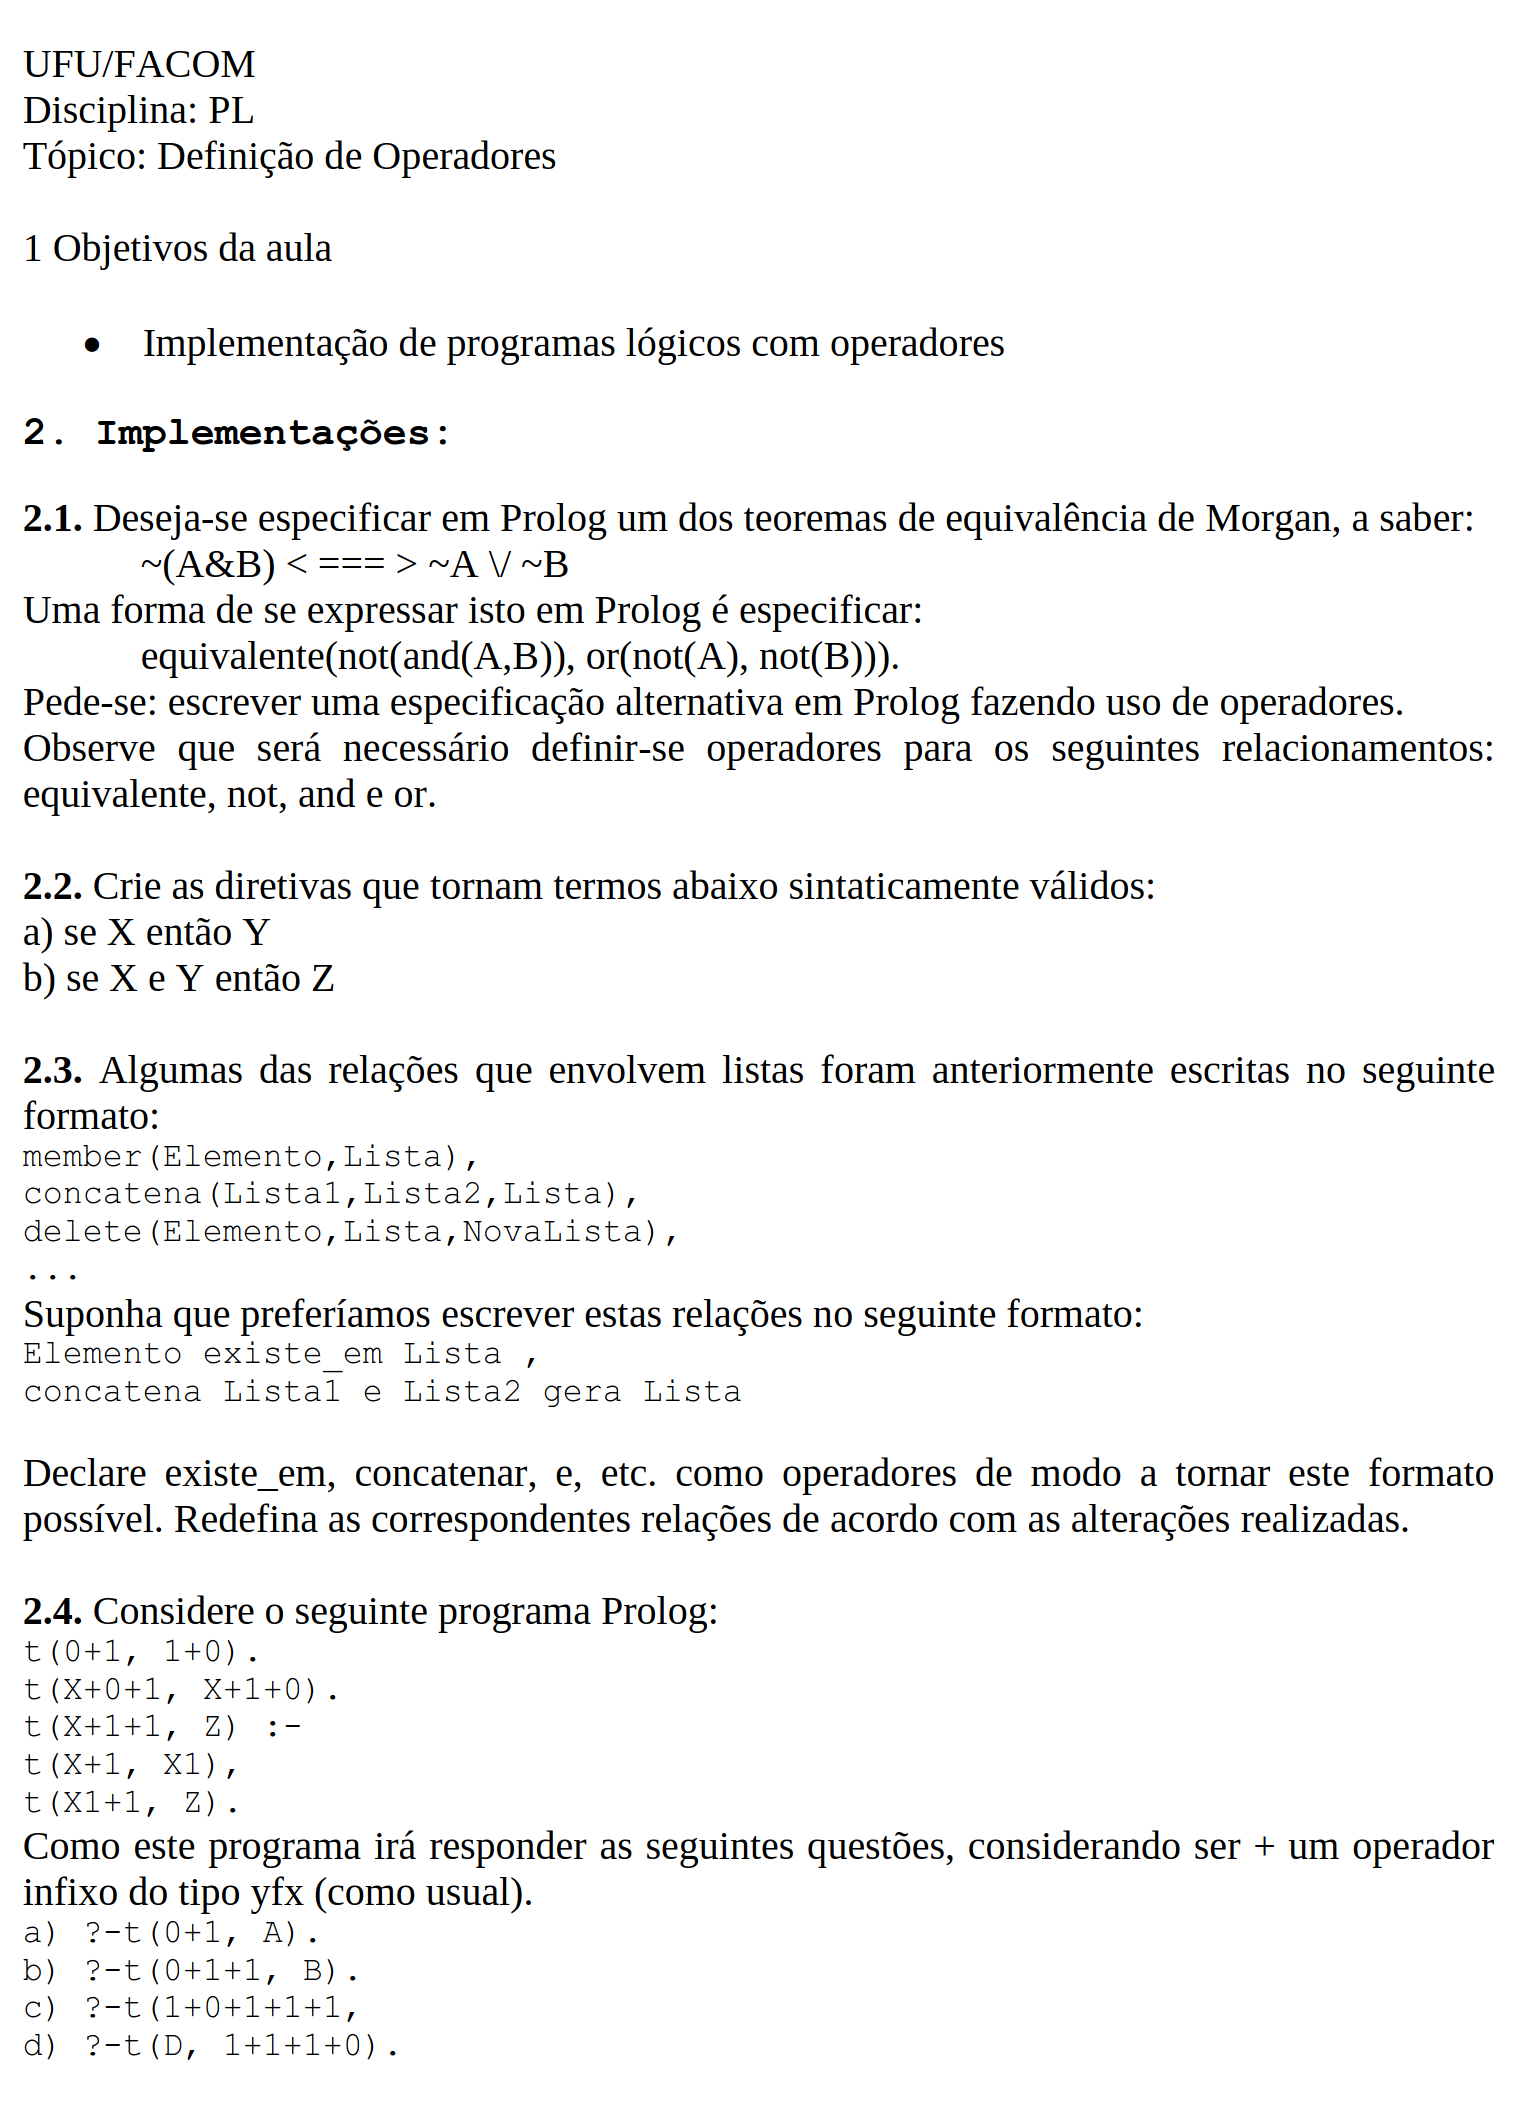 UFU/FACOM
Disciplina: PL
Tópico: Definição de Operadores
1 Objetivos da aula
• Implementação de programas lógicos com operadores
2. Implementações:
2.1. Deseja-se especificar em Prolog um dos teoremas de equivalência de Morgan, a saber:
~(A&B) < === > ~A \/ ~B
Uma forma de se expressar isto em Prolog é especificar:
equivalente(not(and(A,B)), or(not(A), not(B))).
Pede-se: escrever uma especificação alternativa em Prolog fazendo uso de operadores.
Observe que será necessário definir-se operadores para os seguintes relacionamentos:
equivalente, not, and e or.
2.2. Crie as diretivas que tornam termos abaixo sintaticamente válidos:
a) se X então Y
b) se X e Y então Z
2.3. Algumas das relações que envolvem listas foram anteriormente escritas no seguinte
formato:
member(Elemento,Lista),
concatena(Lista1,Lista2,Lista),
delete(Elemento,Lista,NovaLista),
...
Suponha que preferíamos escrever estas relações no seguinte formato:
Elemento existe_em Lista ,
concatena Lista1 e Lista2 gera Lista
Declare existe_em, concatenar, e, etc. como operadores de modo a tornar este formato
possível. Redefina as correspondentes relações de acordo com as alterações realizadas.
2.4. Considere o seguinte programa Prolog:
t(0+1, 1+0).
t(X+0+1, X+1+0).
t(X+1+1, Z) :-
t(X+1, X1),
t(X1+1, Z).
Como este programa irá responder as seguintes questões, considerando ser + um operador
infixo do tipo yfx (como usual).
a) ?-t(0+1, A).
b) ?-t(0+1+1, B).
c) ?-t(1+0+1+1+1,
d) ?-t(D, 1+1+1+0).